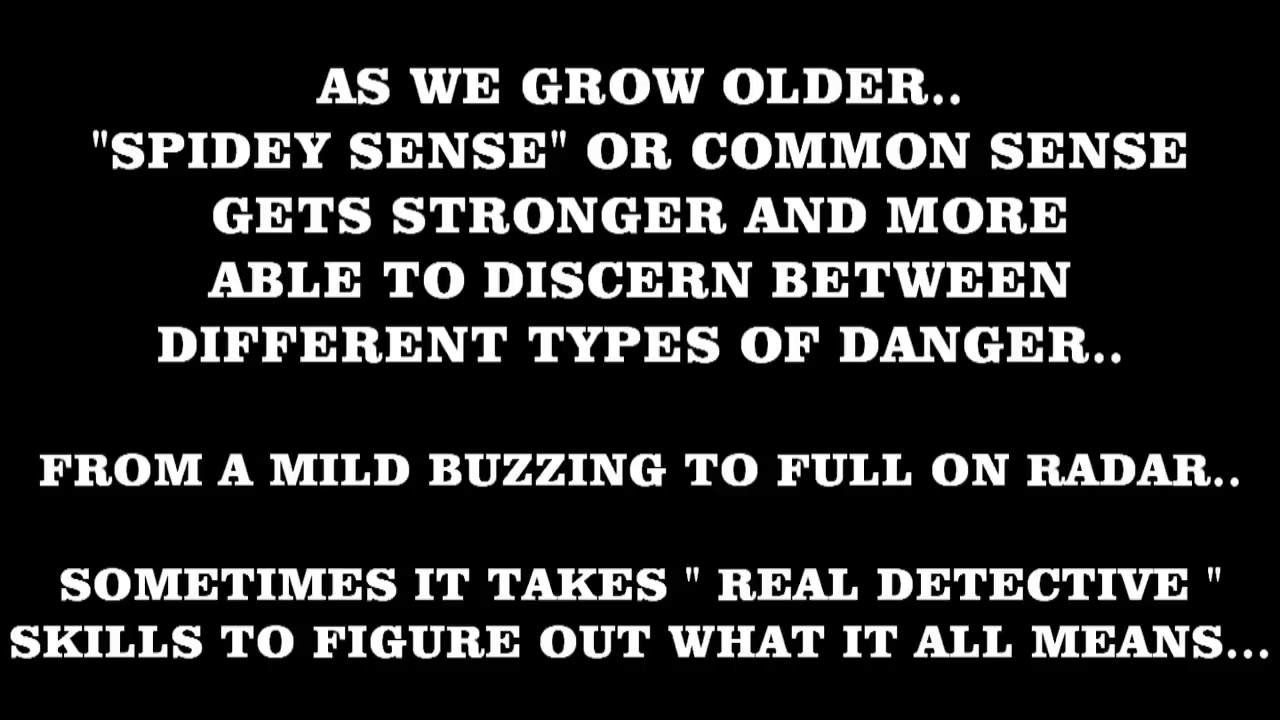 AS WE GROW OLDER..
"SPIDEY SENSE" OR COMMON SENSE
GETS STRONGER AND MORE
ABLE TO DISCERN BETWEEN
DIFFERENT TYPES OF DANGER..
FROM A MILD BUZZING TO FULL ON RADAR..
SOMETIMES IT TAKES " REAL DETECTIVE "
SKILLS TO FIGURE OUT WHAT IT ALL MEANS...